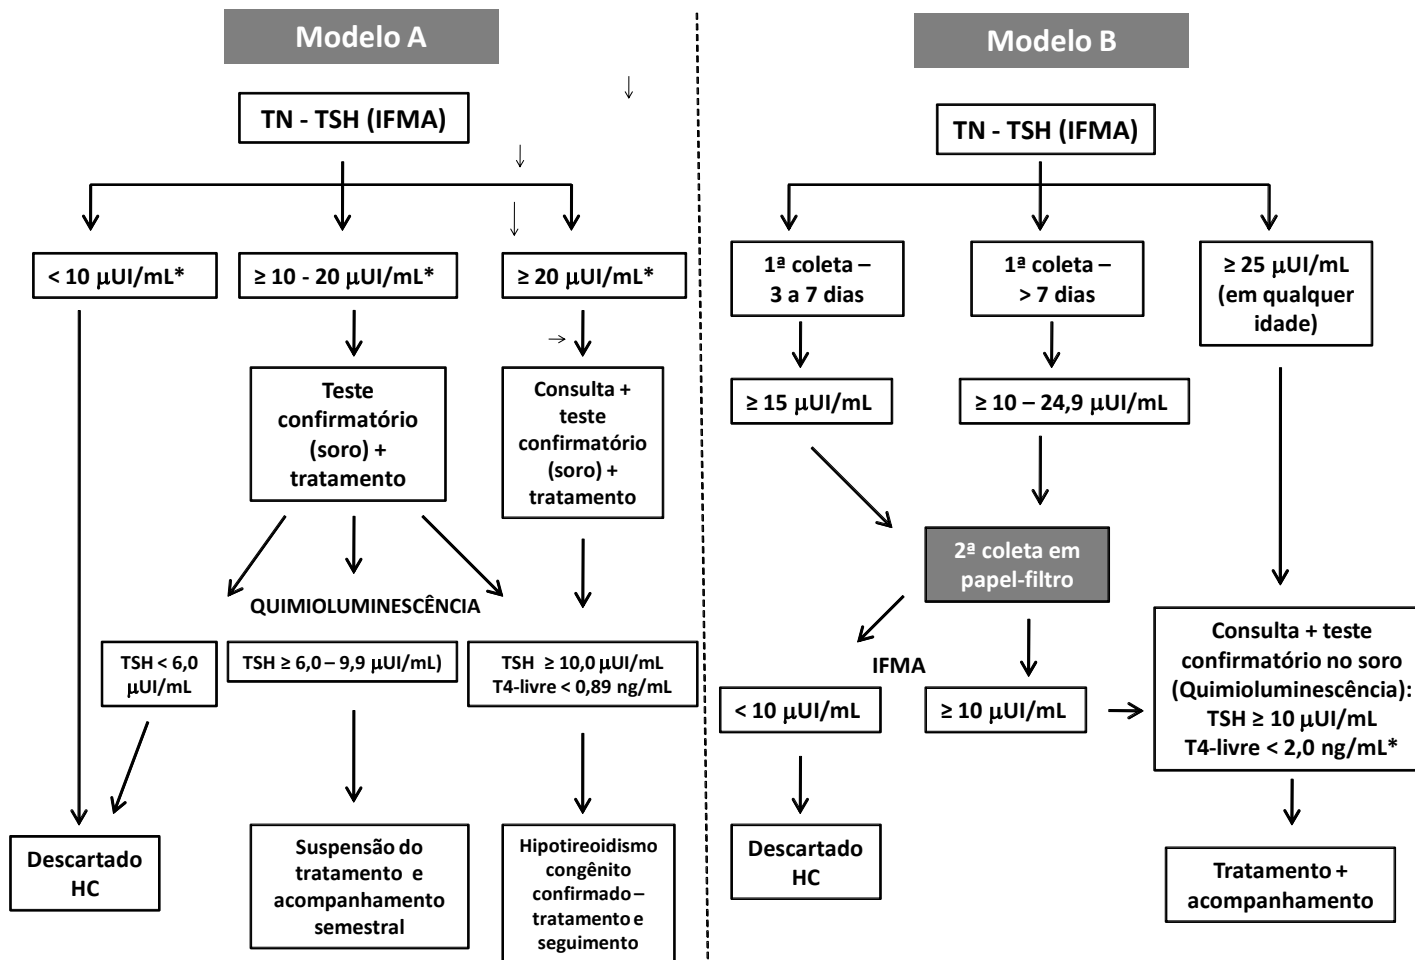 Modelo A
TN - TSH (IFMA)
< 10 μUI/mL*
≥ 10 - 20 μUI/mL*
≥ 20 μUI/mL*
Teste
confirmatório
(soro) +
tratamento
Consulta +
teste
confirmatório
(soro) +
tratamento
QUIMIOLUMINESCÊNCIA
TSH < 6,0
μUI/mL
TSH ≥ 6,0 – 9,9 μUI/mL)
TSH ≥ 10,0 μUI/mL
T4-livre < 0,89 ng/mL
Descartado
HC
Suspensão do
tratamento e
acompanhamento
semestral
Hipotireoidismo
congênito
confirmado –
tratamento e
seguimento
Modelo B
TN - TSH (IFMA)
1ª coleta –
3 a 7 dias
1ª coleta –
> 7 dias
≥ 25 μUI/mL
(em qualquer
idade)
≥ 15 μUI/mL
≥ 10 – 24,9 μUI/mL
2ª coleta em
papel-filtro
IFMA
< 10 μUI/mL
≥ 10 μUI/mL
Consulta + teste
confirmatório no soro
(Quimioluminescência):
TSH ≥ 10 μUI/mL
T4-livre < 2,0 ng/mL*
Descartado
HC
Tratamento +
acompanhamento